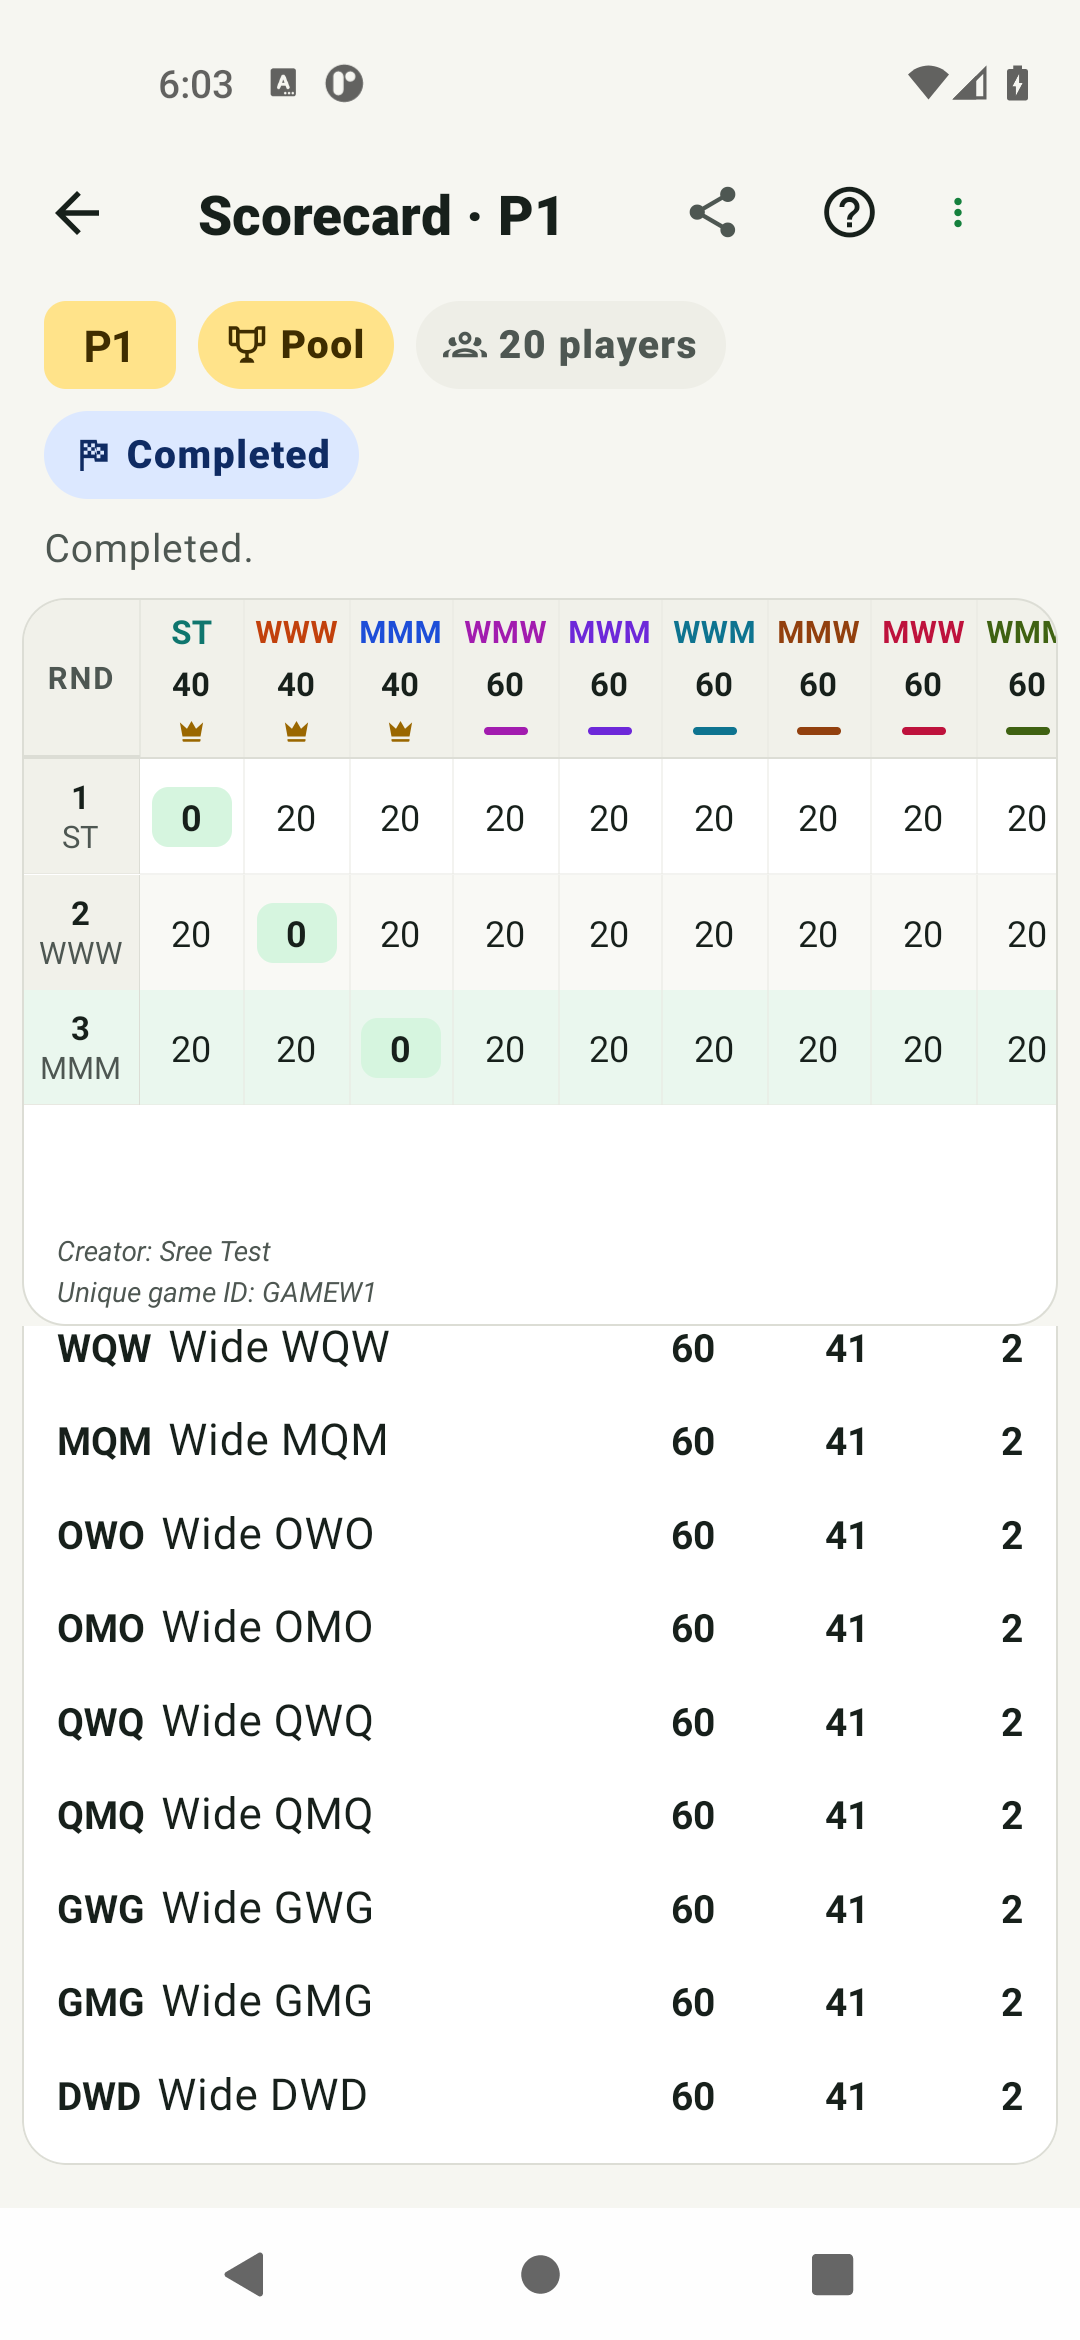 6:03
Scorecard · P1
P1 Pool 20 players
Completed
Completed.
RND ST WWW MMM WMW MWM WWM MMW MWW
40 40 40 60 60 60 60 60 60
1 0 20 20 20 20 20 20 20 20
ST
2 20 0 20 20 20 20 20 20 20
WWW
3 20 20 0 20 20 20 20 20 20
MMM
Creator: Sree Test
Unique game ID: GAMEW1
WQW Wide WQW 60 41 2
MQM Wide MQM 60 41 2
OWO Wide OWO 60 41 2
OMO Wide OMO 60 41 2
QWQ Wide QWQ 60 41 2
QMQ Wide QMQ 60 41 2
GWG Wide GWG 60 41 2
GMG Wide GMG 60 41 2
DWD Wide DWD 60 41 2